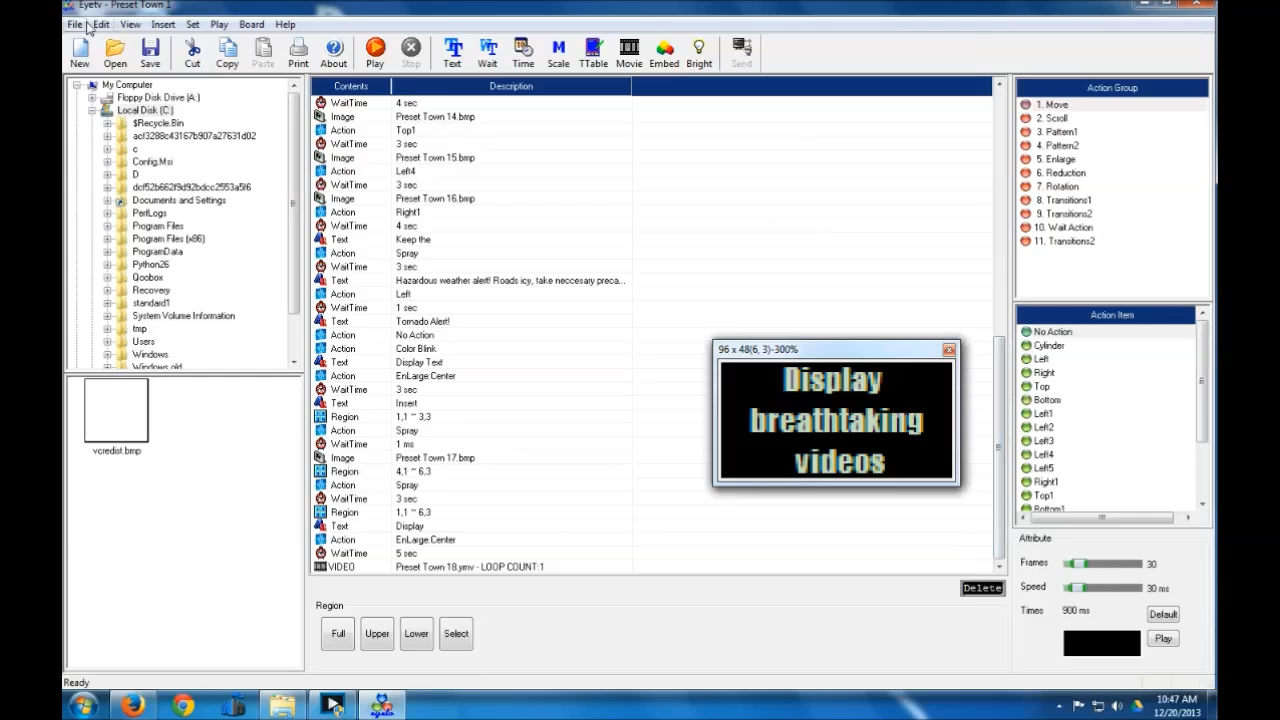 Eyetv - Preset Town 1
File Edit View Insert Set Play Board Help
New Open Save Cut Copy Paste Print About Play Stop Text Wait Time Scale TTable Movie Embed Bright Send
My Computer
Floppy Disk Drive (A:)
Local Disk (C:)
$Recycle.Bin
acf3288c43167b907a27631d02
c
Config.Msi
D
dcf52b662f9d92bdcc2553a5f6
Documents and Settings
PerfLogs
Program Files
Program Files (x86)
ProgramData
Python26
Qoobox
Recovery
standard1
System Volume Information
tmp
Users
Windows
Windows.old
vcredist.bmp
Contents Description
WaitTime 4 sec
Image Preset Town 14.bmp
Action Top1
WaitTime 3 sec
Image Preset Town 15.bmp
Action Left4
WaitTime 3 sec
Image Preset Town 16.bmp
Action Right1
WaitTime 4 sec
Text Keep the
Action Spray
WaitTime 3 sec
Text Hazardous weather alert! Roads icy, take neccesary preca...
Action Left
WaitTime 1 sec
Text Tornado Alert!
Action No Action
Action Color Blink
Text Display Text
Action EnLarge:Center
WaitTime 3 sec
Text Insert
Region 1,1 ~ 3,3
Action Spray
WaitTime 1 ms
Image Preset Town 17.bmp
Region 4,1 ~ 6,3
Action Spray
WaitTime 3 sec
Region 1,1 ~ 6,3
Text Display
Action EnLarge:Center
WaitTime 5 sec
VIDEO Preset Town 18.ymv - LOOP COUNT:1
Delete
Region
Full Upper Lower Select
96 x 48(6, 3)-300%
Display
breathtaking
videos
Action Group
1. Move
2. Scroll
3. Pattern1
4. Pattern2
5. Enlarge
6. Reduction
7. Rotation
8. Transitions1
9. Transitions2
10. Wait Action
11. Transitions2
Action Item
No Action
Cylinder
Left
Right
Top
Bottom
Left1
Left2
Left3
Left4
Left5
Right1
Top1
Bottom1
Attribute
Frames 30
Speed 30 ms
Times 900 ms Default
Play
Ready
10:47 AM
12/20/2013